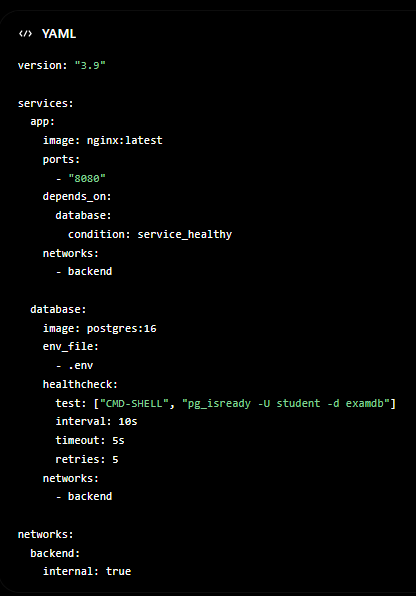 </> YAML
version: "3.9"
services:
  app:
    image: nginx:latest
    ports:
      - "8080"
    depends_on:
      database:
        condition: service_healthy
    networks:
      - backend
  database:
    image: postgres:16
    env_file:
      - .env
    healthcheck:
      test: ["CMD-SHELL", "pg_isready -U student -d examdb"]
      interval: 10s
      timeout: 5s
      retries: 5
    networks:
      - backend
networks:
  backend:
    internal: true